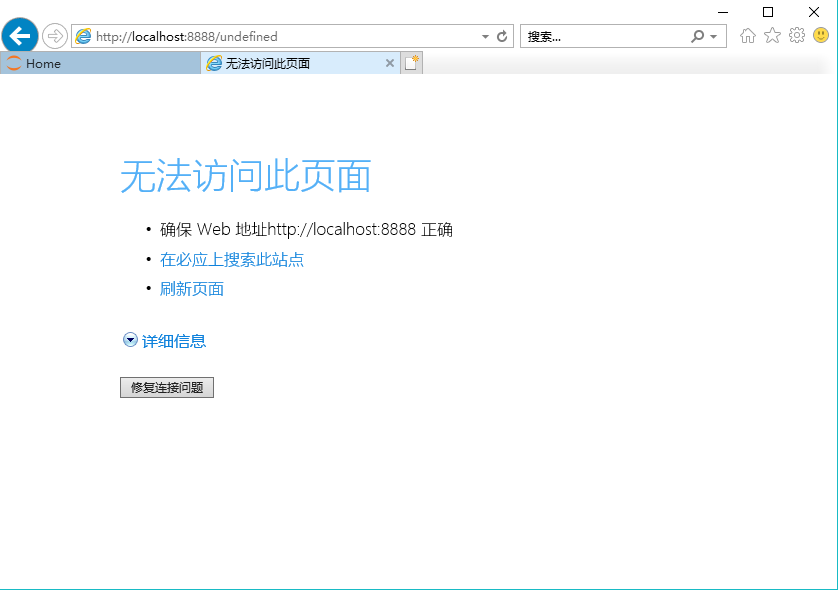 http://localhost:8888/undefined
搜索...
Home
无法访问此页面
无法访问此页面
• 确保 Web 地址http://localhost:8888 正确
• 在必应上搜索此站点
• 刷新页面
详细信息
修复连接问题